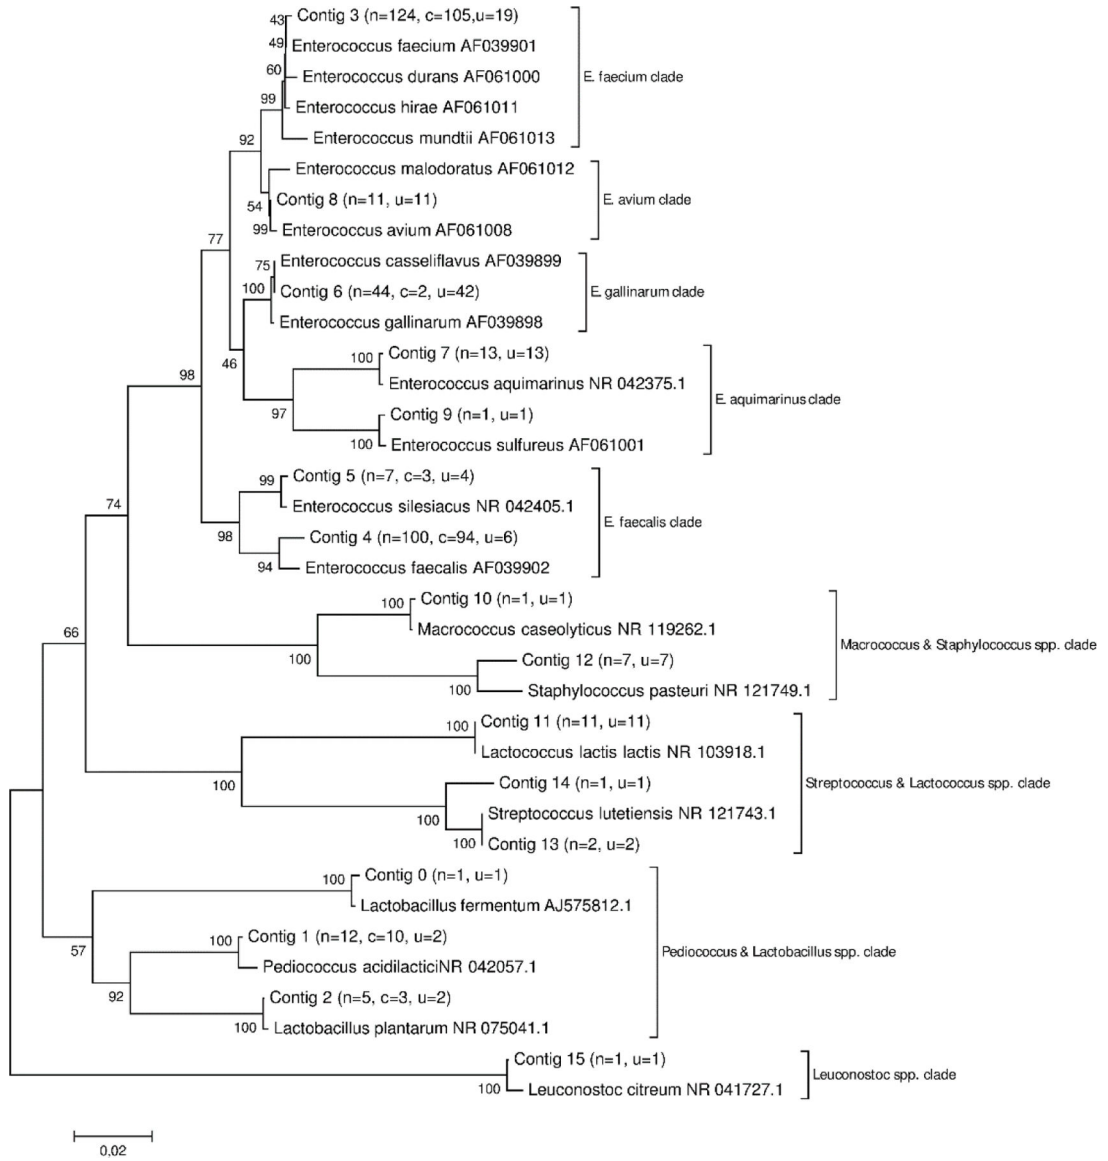 43
Contig 3 (n=124, c=105,u=19)
49
Enterococcus faecium AF039901
60
Enterococcus durans AF061000
E. faecium clade
99
Enterococcus hirae AF061011
92
Enterococcus mundtii AF061013
Enterococcus malodoratus AF061012
54
Contig 8 (n=11, u=11)
E. avium clade
99
Enterococcus avium AF061008
77
75
Enterococcus casseliflavus AF039899
100
Contig 6 (n=44, c=2, u=42)
E. gallinarum clade
Enterococcus gallinarum AF039898
46
100
Contig 7 (n=13, u=13)
98
Enterococcus aquimarinus NR 042375.1
E. aquimarinus clade
97
Contig 9 (n=1, u=1)
100
Enterococcus sulfureus AF061001
99
Contig 5 (n=7, c=3, u=4)
74
Enterococcus silesiacus NR 042405.1
E. faecalis clade
98
Contig 4 (n=100, c=94, u=6)
94
Enterococcus faecalis AF039902
100
Contig 10 (n=1, u=1)
66
Macrococcus caseolyticus NR 119262.1
Macrococcus & Staphylococcus spp. clade
100
Contig 12 (n=7, u=7)
100
Staphylococcus pasteuri NR 121749.1
100
Contig 11 (n=11, u=11)
Lactococcus lactis lactis NR 103918.1
100
Contig 14 (n=1, u=1)
Streptococcus & Lactococcus spp. clade
100
Streptococcus lutetiensis NR 121743.1
100
Contig 13 (n=2, u=2)
100
Contig 0 (n=1, u=1)
Lactobacillus fermentum AJ575812.1
57
100
Contig 1 (n=12, c=10, u=2)
Pediococcus & Lactobacillus spp. clade
Pediococcus acidilacticiNR 042057.1
92
Contig 2 (n=5, c=3, u=2)
100
Lactobacillus plantarum NR 075041.1
Contig 15 (n=1, u=1)
Leuconostoc spp. clade
100
Leuconostoc citreum NR 041727.1
0,02